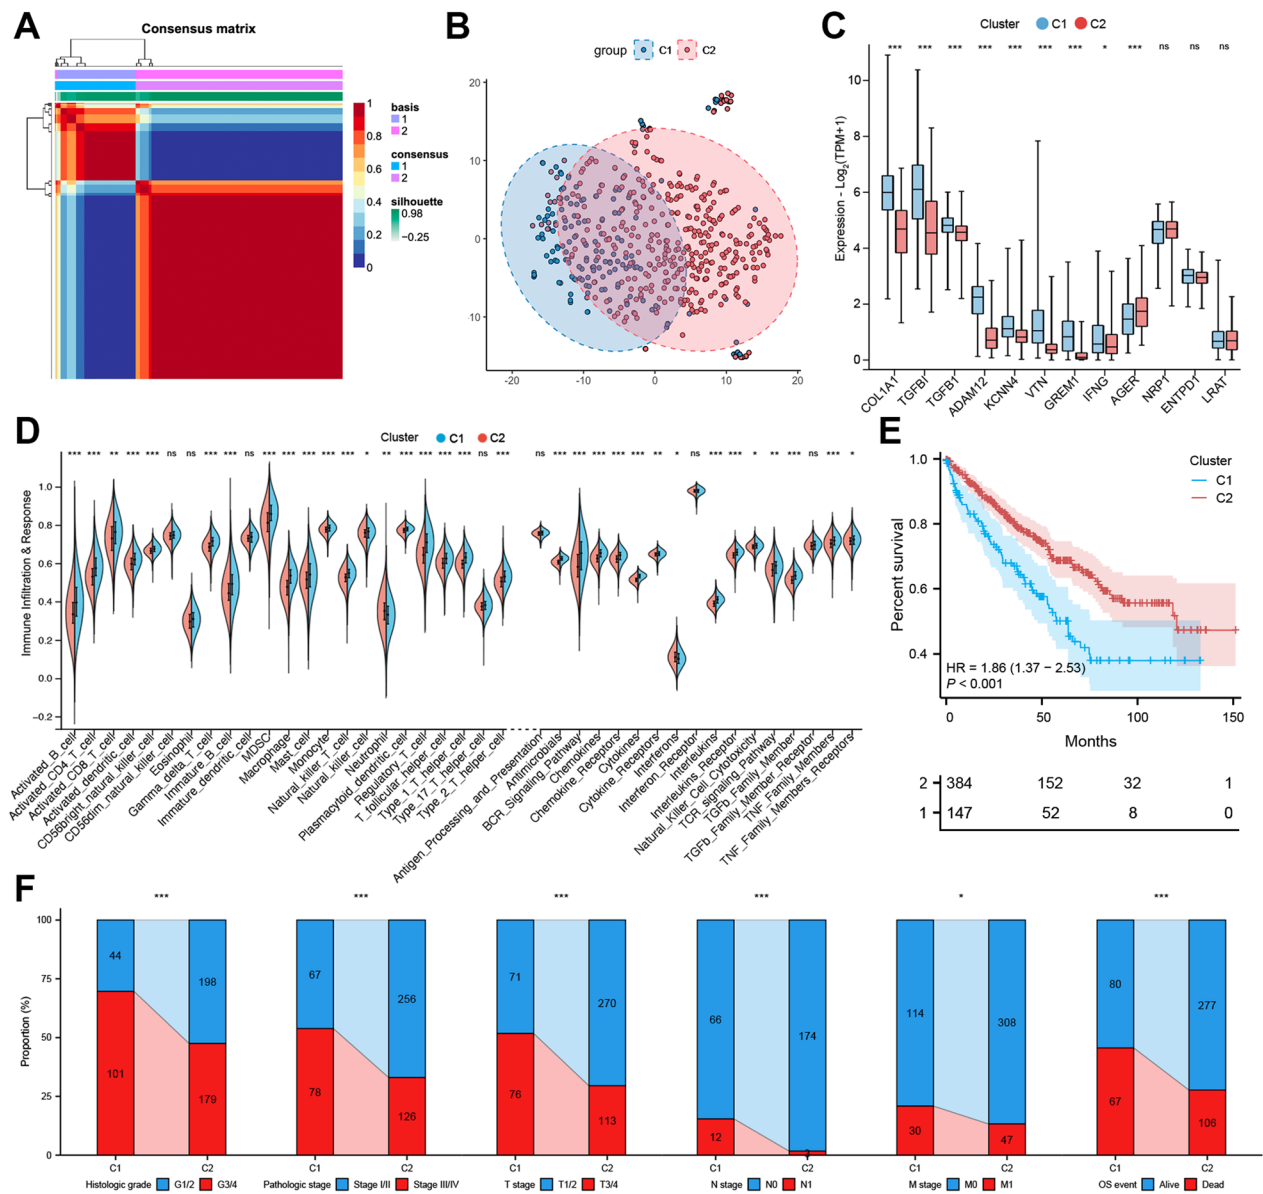 A
Consensus matrix
basis
1
2
consensus
1
2
silhouette
0.98
−0.25
1
0.8
0.6
0.4
0.2
0
B
group C1 C2
20
10
0
-10
-20 -10 0 10 20
C
Cluster C1 C2
*** *** *** *** *** *** *** * *** ns ns ns
Expression - Log2(TPM+1)
10
8
6
4
2
0
COL1A1 TGFBI TGFB1 ADAM12 KCNN4 VTN GREM1 IFNG AGER NRP1 ENTPD1 LRAT
D
Cluster C1 C2
*** *** ** *** *** ns ns *** *** ns *** *** *** *** *** * ** *** *** *** *** ns *** ns *** *** *** *** ** * ns *** *** * ** *** ns *** *
Immune Infiltration & Response
1.0
0.8
0.6
0.4
0.2
0.0
−0.2
Activated_B_cell
Activated_CD4_T_cell
Activated_CD8_T_cell
Activated_dendritic_cell
CD56bright_natural_killer_cell
CD56dim_natural_killer_cell
Eosinophil
Gamma_delta_T_cell
Immature_B_cell
Immature_dendritic_cell
MDSC
Macrophage
Mast_cell
Monocyte
Natural_killer_T_cell
Natural_killer_cell
Neutrophil
Plasmacytoid_dendritic_cell
Regulatory_T_cell
T_follicular_helper_cell
Type_1_T_helper_cell
Type_17_T_helper_cell
Type_2_T_helper_cell
Antigen_Processing_and_Presentation
Antimicrobials
BCR_Signaling_Pathway
Chemokines
Chemokine_Receptors
Cytokines
Cytokine_Receptors
Interferons
Interferon_Receptor
Interleukins
Interleukins_Receptor
Natural_Killer_Cell_Cytotoxicity
TCR_signaling_Pathway
TGFb_Family_Member
TGFb_Family_Member_Receptor
TNF_Family_Members
TNF_Family_Members_Receptors
E
Cluster
C1
C2
Percent survival
1.0
0.8
0.6
0.4
HR = 1.86 (1.37 − 2.53)
P < 0.001
0 50 100 150
Months
2 384 152 32 1
1 147 52 8 0
F
*** *** *** *** * ***
Proportion (%)
100
75
50
25
0
44 198
101 179
C1 C2
Histologic grade G1/2 G3/4
67 256
78 126
C1 C2
Pathologic stage Stage I/II Stage III/IV
71 270
76 113
C1 C2
T stage T1/2 T3/4
66 174
12 3
C1 C2
N stage N0 N1
114 308
30 47
C1 C2
M stage M0 M1
80 277
67 106
C1 C2
OS event Alive Dead